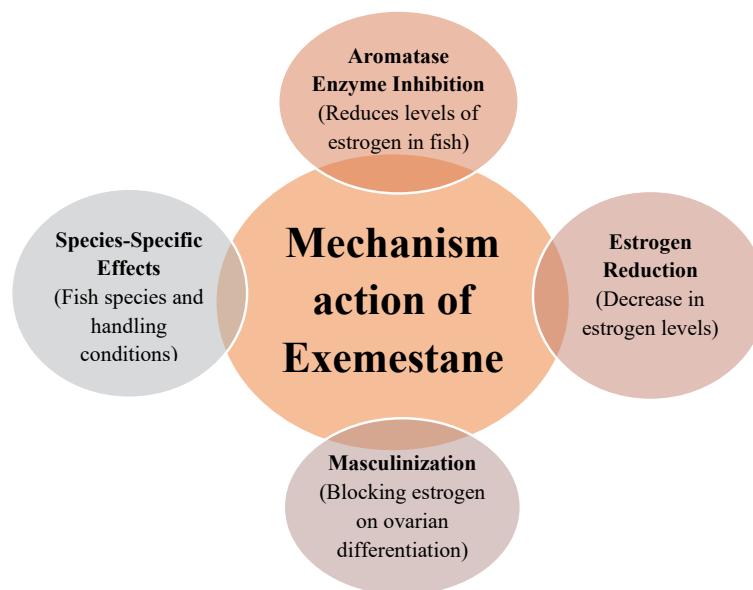 Aromatase
Enzyme Inhibition
(Reduces levels of
estrogen in fish)
Species-Specific
Effects
(Fish species and
handling
conditions)
Mechanism
action of
Exemestane
Estrogen
Reduction
(Decrease in
estrogen levels)
Masculinization
(Blocking estrogen
on ovarian
differentiation)